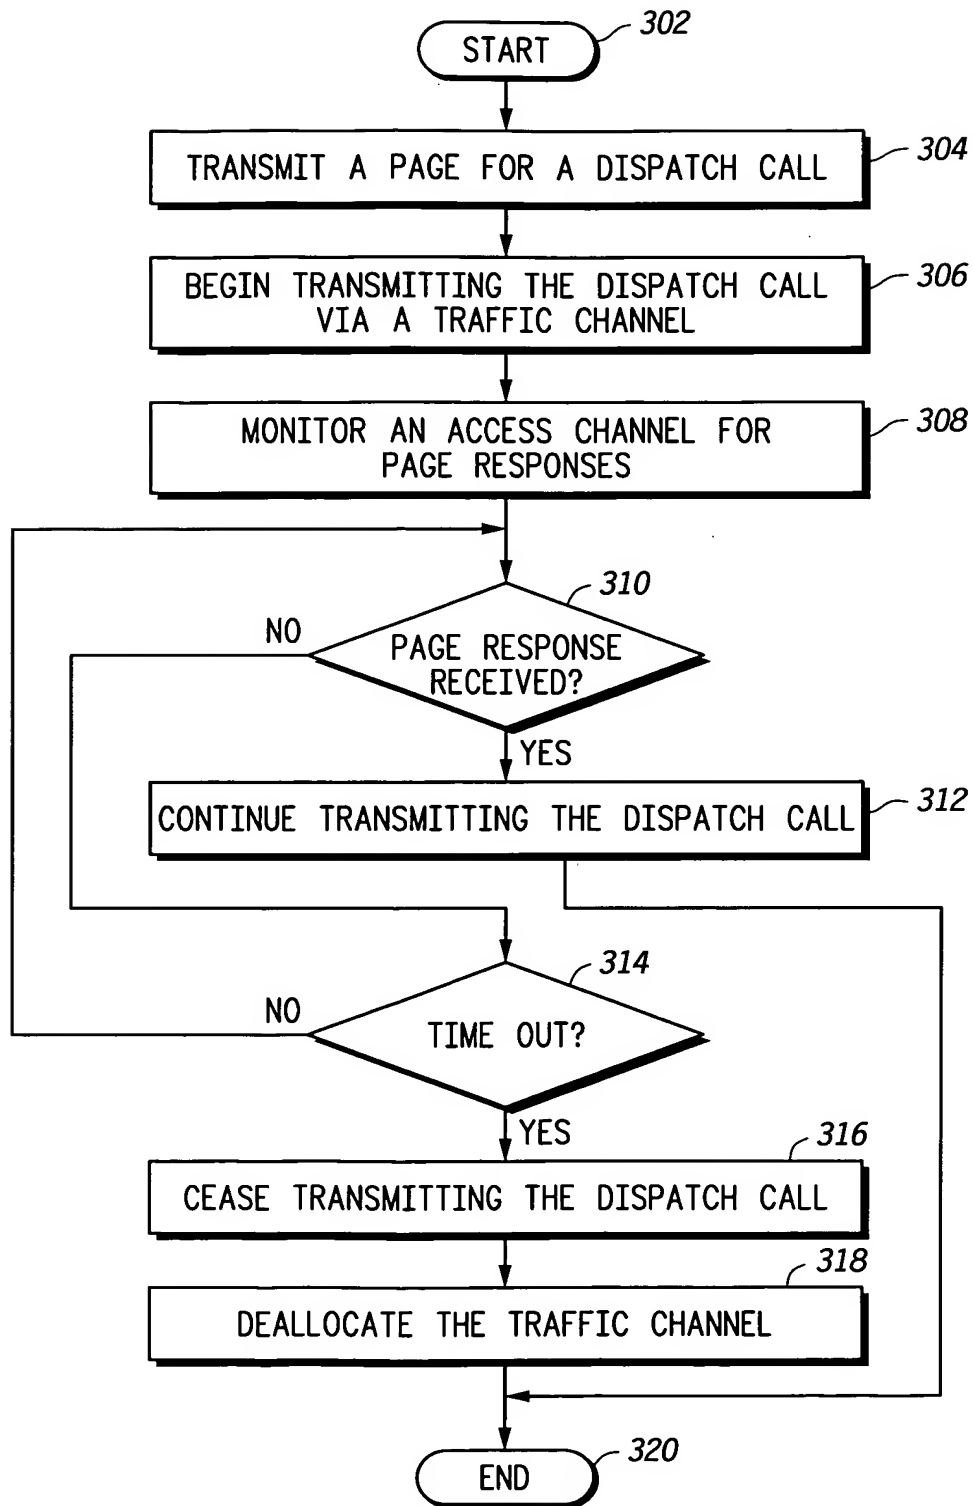 START
302
TRANSMIT A PAGE FOR A DISPATCH CALL
304
BEGIN TRANSMITTING THE DISPATCH CALL
VIA A TRAFFIC CHANNEL
306
MONITOR AN ACCESS CHANNEL FOR
PAGE RESPONSES
308
310
NO
PAGE RESPONSE
RECEIVED?
YES
CONTINUE TRANSMITTING THE DISPATCH CALL
312
314
NO
TIME OUT?
YES
316
CEASE TRANSMITTING THE DISPATCH CALL
318
DEALLOCATE THE TRAFFIC CHANNEL
END
320